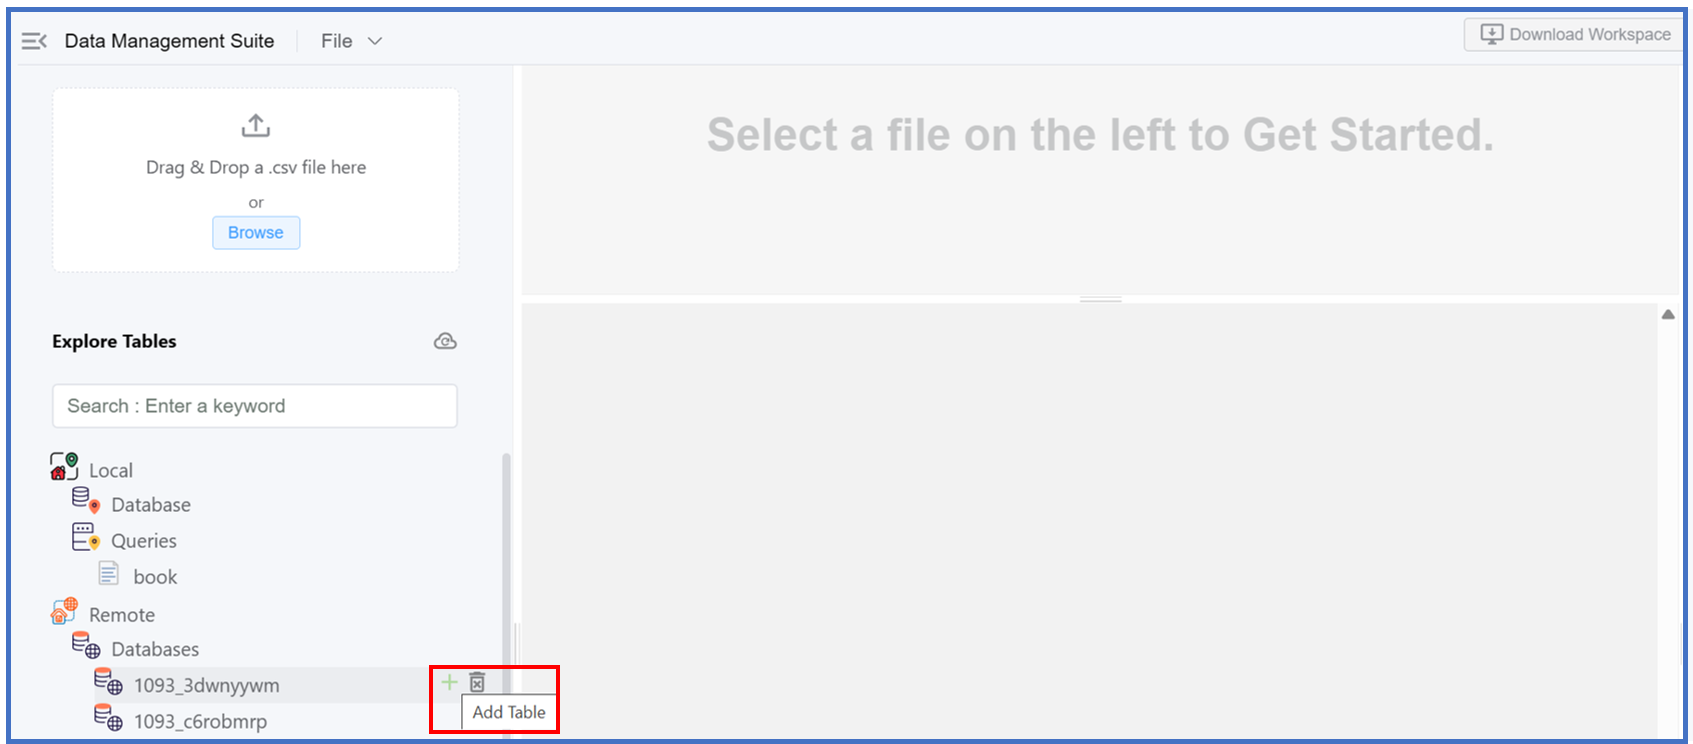 Data Management Suite
File
Download Workspace
Drag & Drop a .csv file here
or
Browse
Select a file on the left to Get Started.
Explore Tables
Search : Enter a keyword
Local
Database
Queries
book
Remote
Databases
1093_3dwnyywm
Add Table
1093_c6robmrp